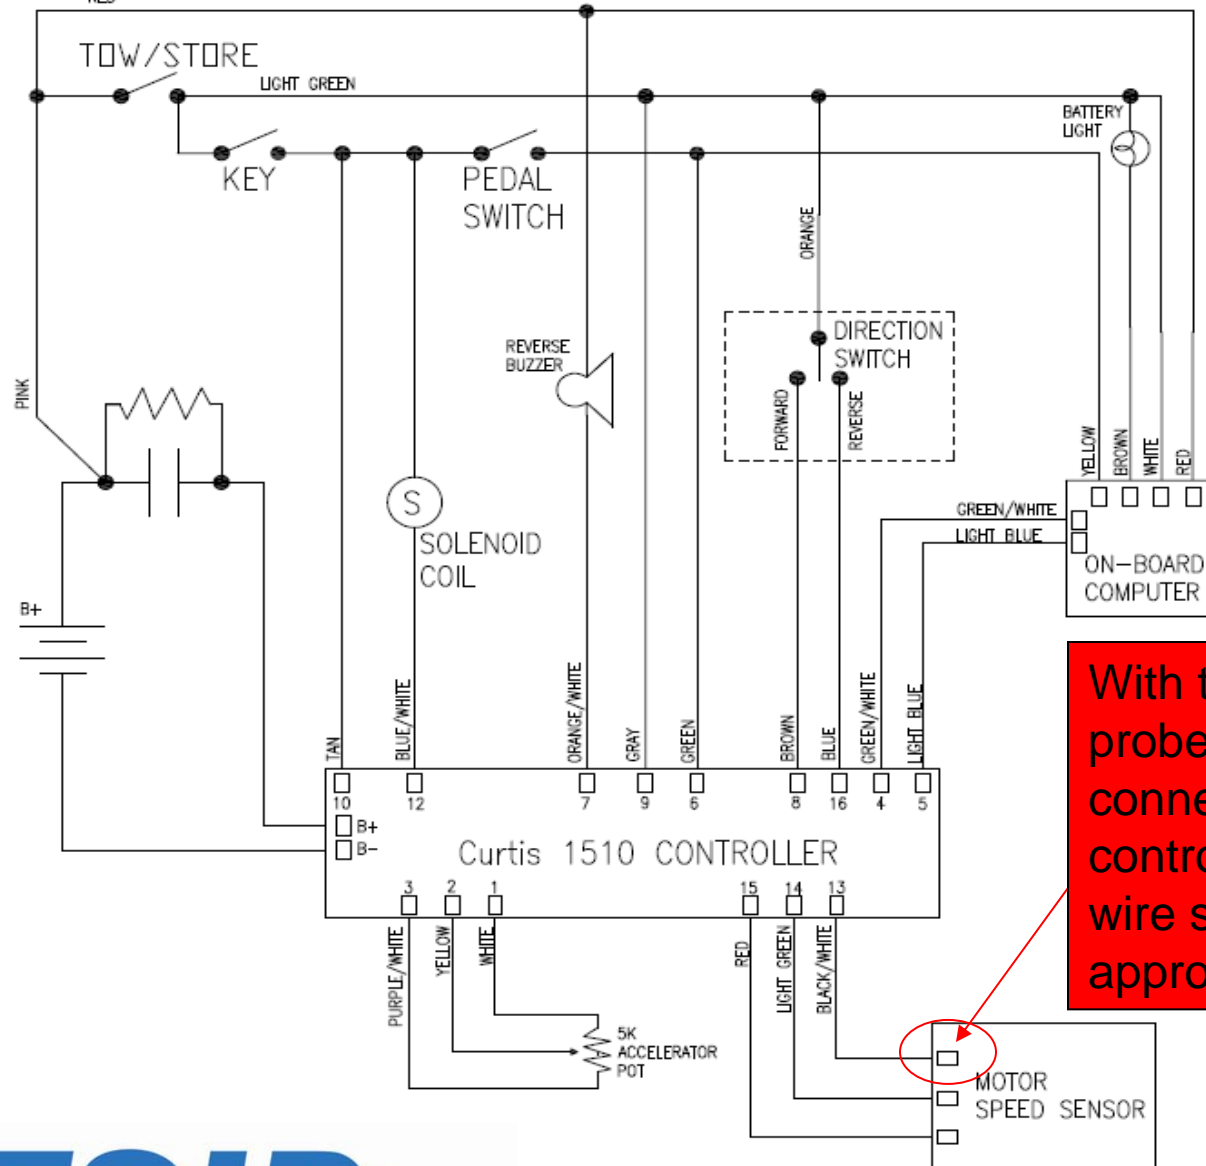 TOW/STORE
LIGHT GREEN
BATTERY
LIGHT
KEY
PEDAL
SWITCH
ORANGE
DIRECTION
SWITCH
REVERSE
BUZZER
FORWARD
REVERSE
PINK
YELLOW
BROWN
WHITE
RED
S
SOLENOID
COIL
GREEN/WHITE
LIGHT BLUE
ON-BOARD
COMPUTER
B+
TAN
BLUE/WHITE
ORANGE/WHITE
GRAY
GREEN
BROWN
BLUE
GREEN/WHITE
LIGHT BLUE
10
12
7
9
6
8
16
4
5
B+
B-
Curtis 1510 CONTROLLER
3
2
1
15
14
13
PURPLE/WHITE
YELLOW
WHITE
RED
LIGHT GREEN
BLACK/WHITE
5K
ACCELERATOR
POT
MOTOR
SPEED SENSOR
With
probe
wire